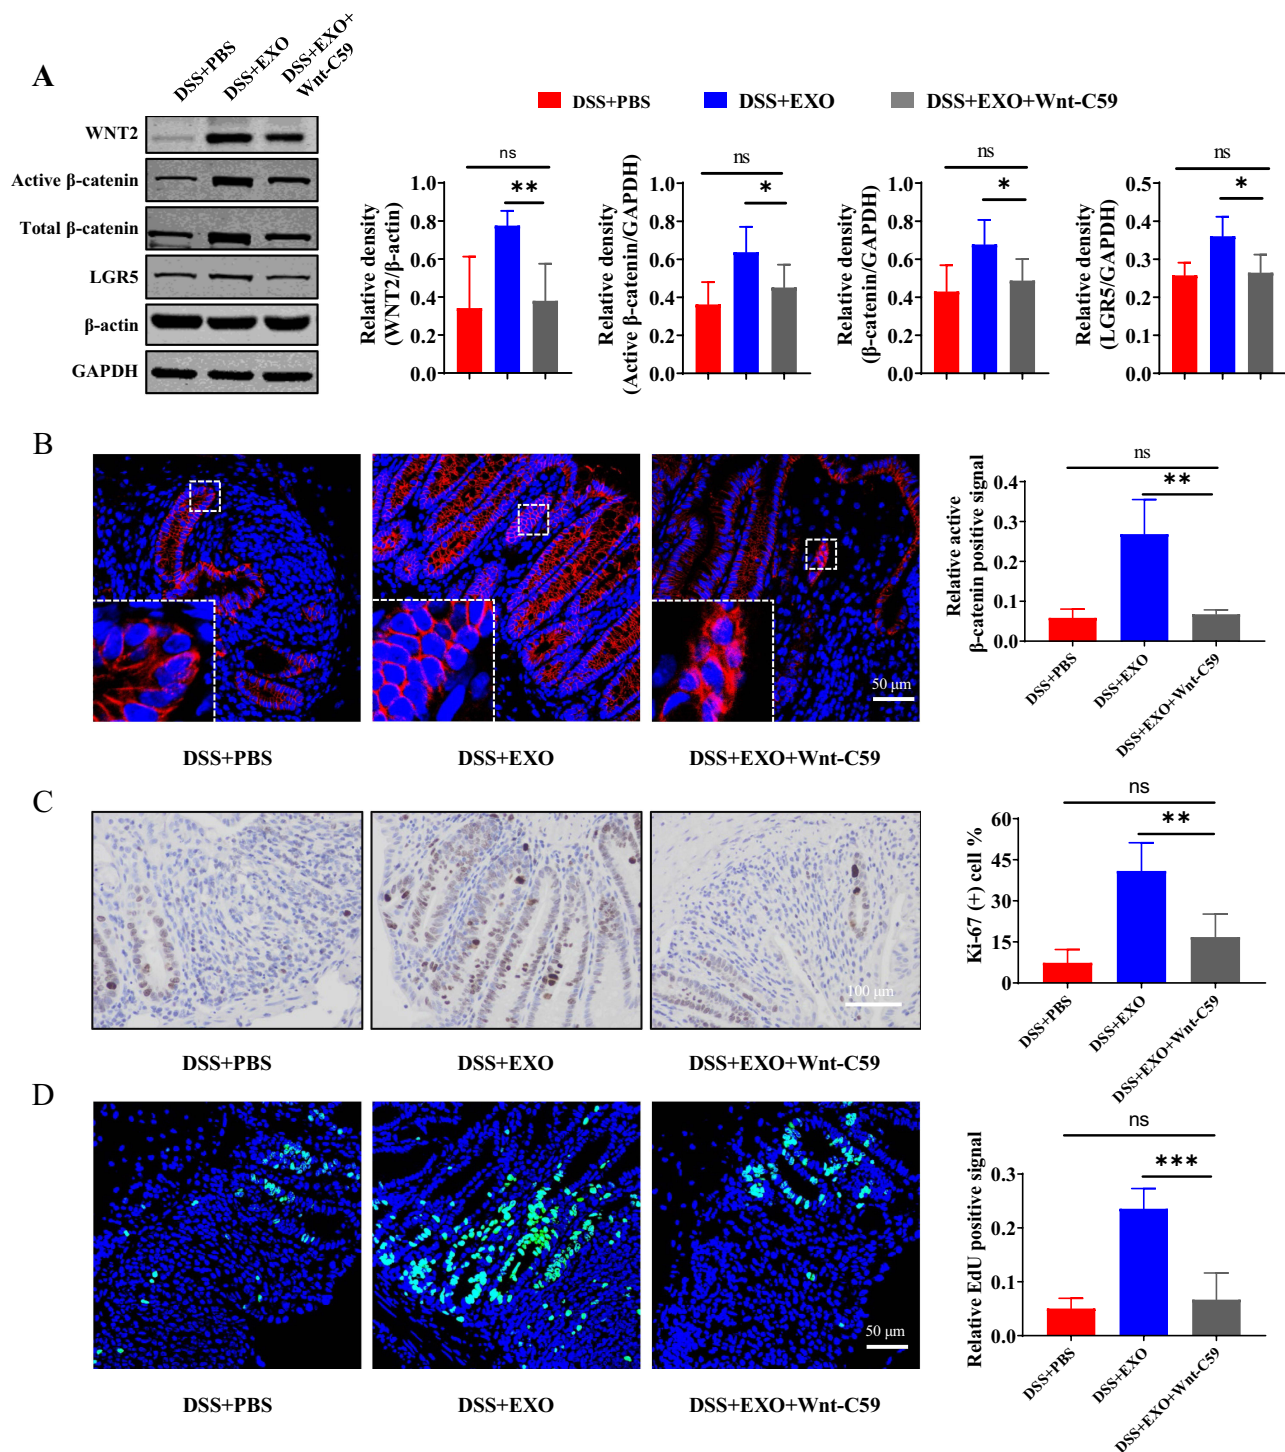 A
DSS+PBS
DSS+EXO
DSS+EXO+
Wnt-C59
WNT2
Active β-catenin
Total β-catenin
LGR5
β-actin
GAPDH
DSS+PBS
DSS+EXO
DSS+EXO+Wnt-C59
Relative density
(WNT2/β-actin)
1.0
0.8
0.6
0.4
0.2
0.0
ns
**
Relative density
(Active β-catenin/GAPDH)
1.0
0.8
0.6
0.4
0.2
0.0
ns
*
Relative density
(β-catenin/GAPDH)
1.0
0.8
0.6
0.4
0.2
0.0
ns
*
Relative density
(LGR5/GAPDH)
0.5
0.4
0.3
0.2
0.1
0.0
ns
*
B
50 μm
DSS+PBS
DSS+EXO
DSS+EXO+Wnt-C59
Relative active
β-catenin positive signal
0.4
0.3
0.2
0.1
0.0
ns
**
DSS+PBS
DSS+EXO
DSS+EXO+Wnt-C59
C
100 μm
DSS+PBS
DSS+EXO
DSS+EXO+Wnt-C59
Ki-67 (+) cell %
60
45
30
15
0
ns
**
DSS+PBS
DSS+EXO
DSS+EXO+Wnt-C59
D
50 μm
DSS+PBS
DSS+EXO
DSS+EXO+Wnt-C59
Relative EdU positive signal
0.3
0.2
0.1
0.0
ns
***
DSS+PBS
DSS+EXO
DSS+EXO+Wnt-C59